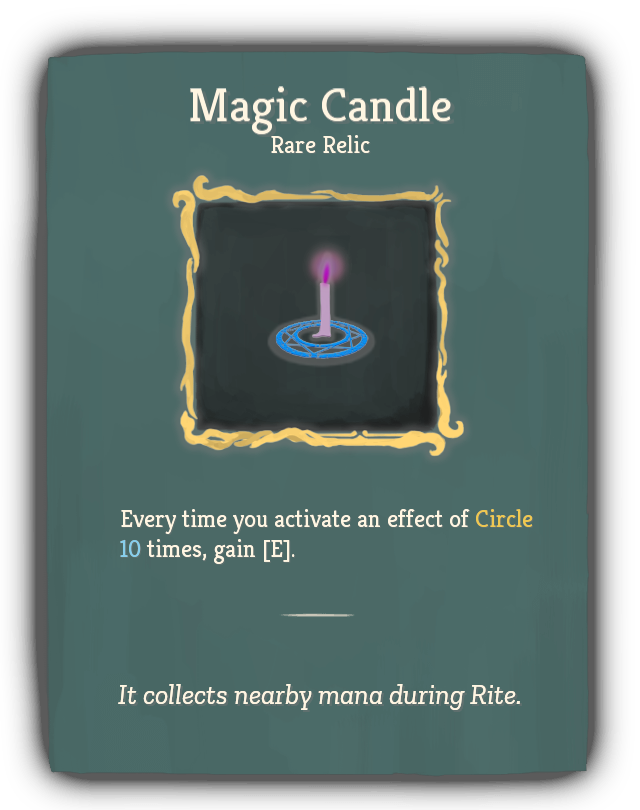 Magic Candle
Rare Relic
Every time you activate an effect of Circle
10 times, gain [E].
It collects nearby mana during Rite.